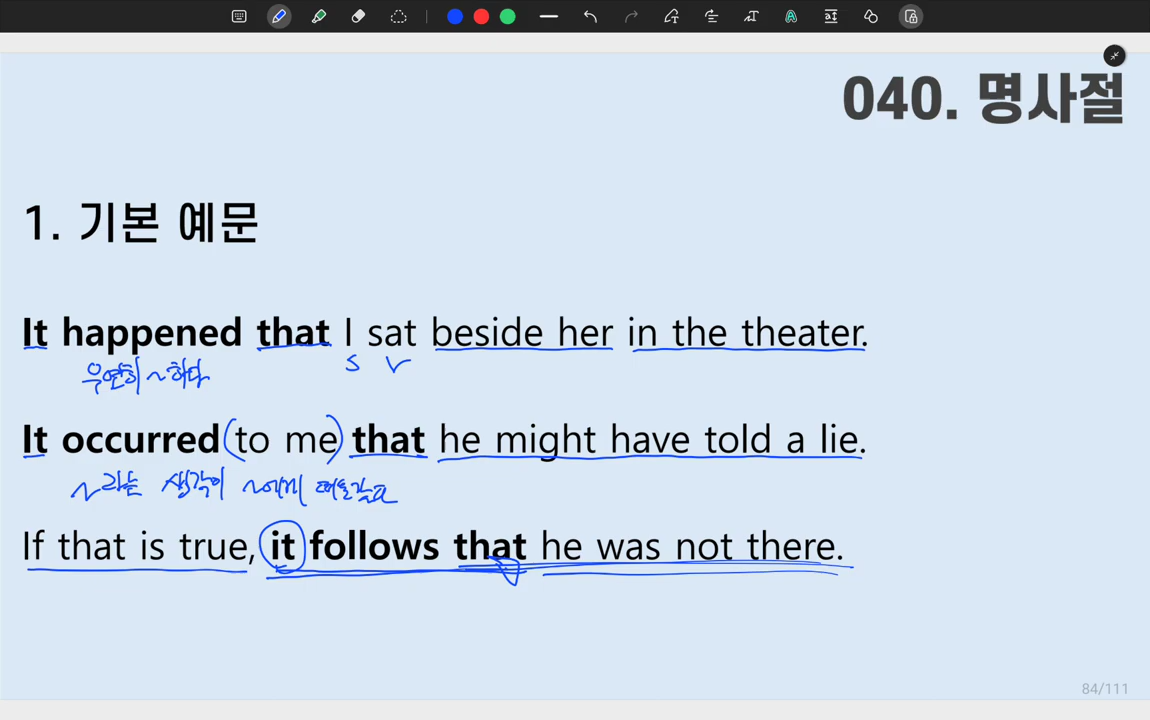 040. 명사절
1. 기본 예문
It happened that I sat beside her in the theater.
S V
우연히 ~하다
It occurred (to me) that he might have told a lie.
~라는 생각이 ~에게 떠올랐다
If that is true, it follows that he was not there.
84/111